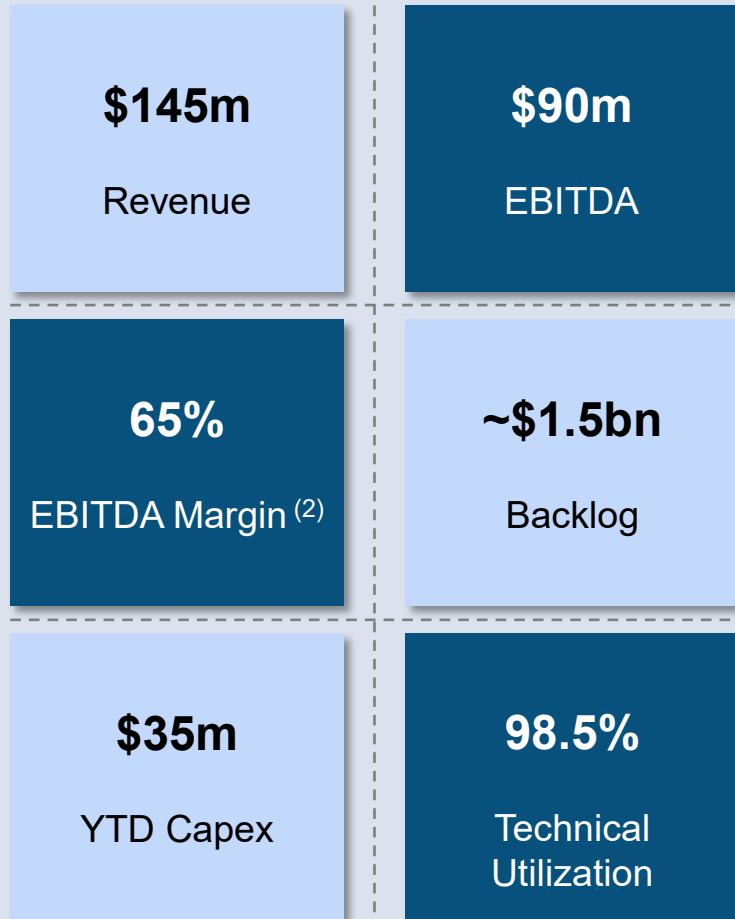 $145m
Revenue
$90m
EBITDA
65%
EBITDA Margin (2)
~$1.5bn
Backlog
$35m
YTD Capex
98.5%
Technical
Utilization